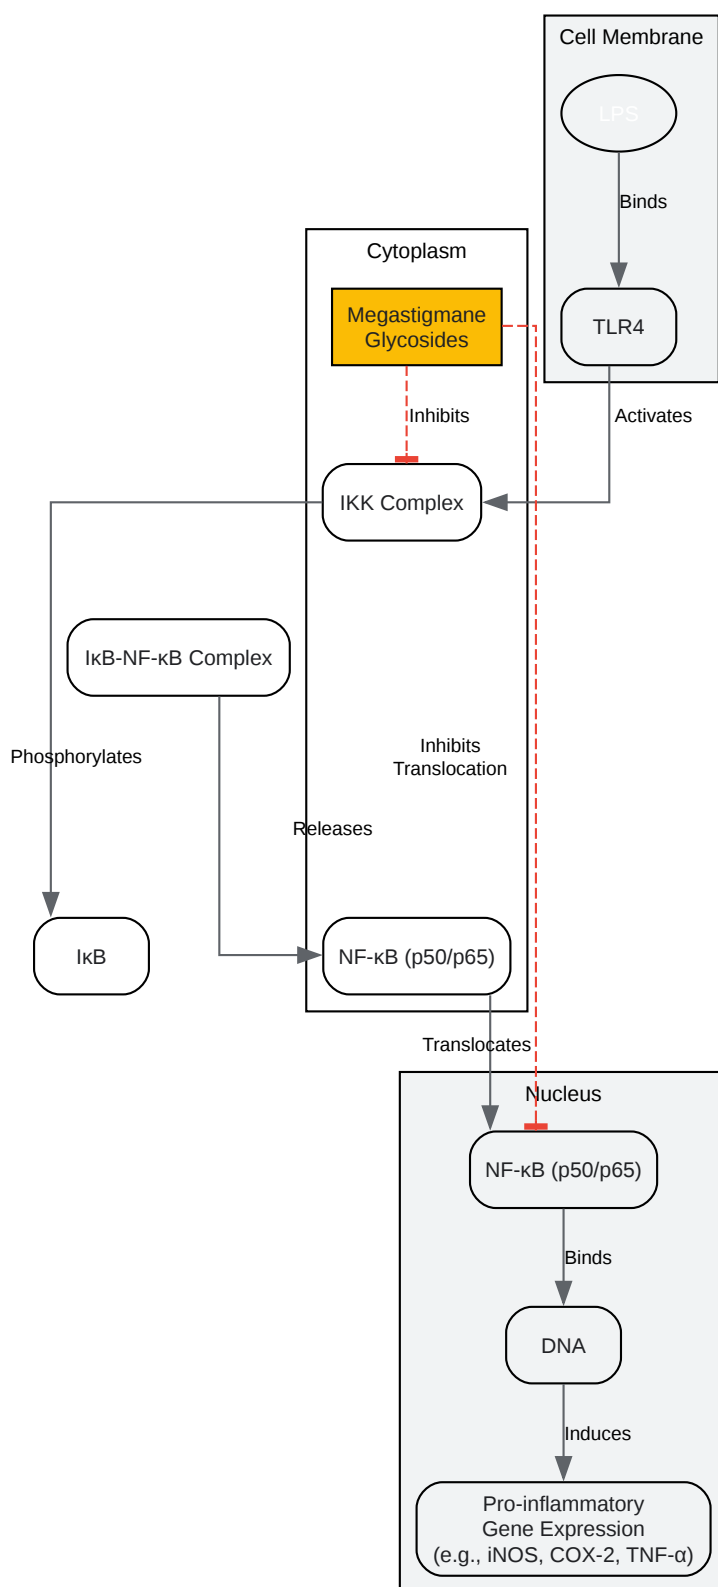 Cell Membrane
LPS
Binds
TLR4
Activates
Cytoplasm
Megastigmane
Glycosides
Inhibits
IKK Complex
IκB-NF-κB Complex
Phosphorylates
Inhibits
Translocation
Releases
IκB
NF-κB (p50/p65)
Translocates
Nucleus
NF-κB (p50/p65)
Binds
DNA
Induces
Pro-inflammatory
Gene Expression
(e.g., iNOS, COX-2, TNF-α)